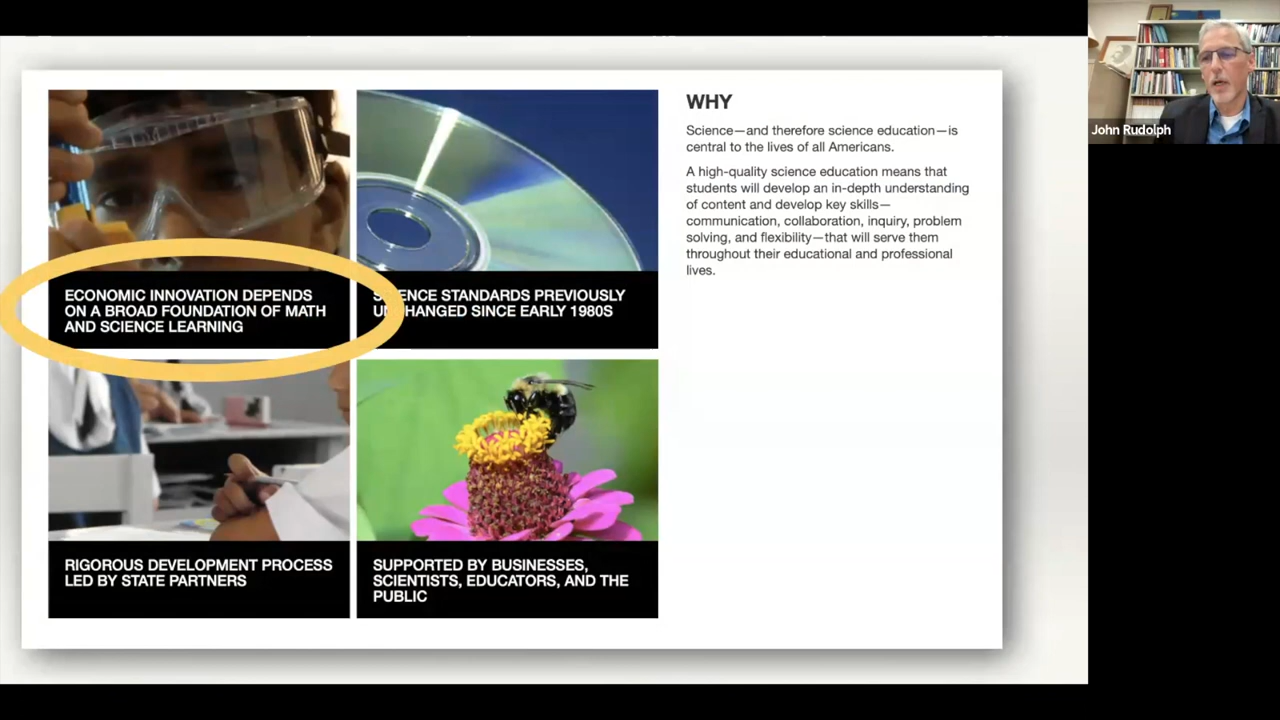 ECONOMIC INNOVATION DEPENDS
ON A BROAD FOUNDATION OF MATH
AND SCIENCE LEARNING
SCIENCE STANDARDS PREVIOUSLY
UNCHANGED SINCE EARLY 1980S
RIGOROUS DEVELOPMENT PROCESS
LED BY STATE PARTNERS
SUPPORTED BY BUSINESSES,
SCIENTISTS, EDUCATORS, AND THE
PUBLIC
WHY
Science—and therefore science education—is
central to the lives of all Americans.
A high-quality science education means that
students will develop an in-depth understanding
of content and develop key skills—
communication, collaboration, inquiry, problem
solving, and flexibility—that will serve them
throughout their educational and professional
lives.
John Rudolph